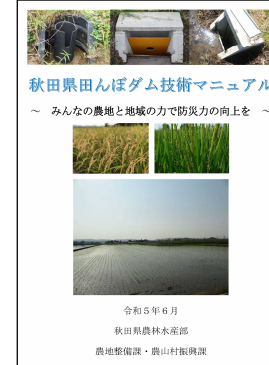 秋田県田んぼダム技術マニュアル
～ みんなの農地と地域の力で防災力の向上を ～
令和５年６月
秋田県農林水産部
農地整備課・農山村振興課